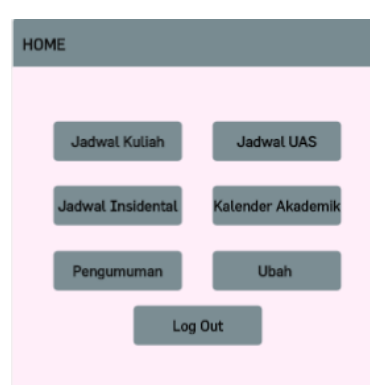 HOME
Jadwal Kuliah
Jadwal UAS
Jadwal Insidental
Kalender Akademik
Pengumuman
Ubah
Log Out